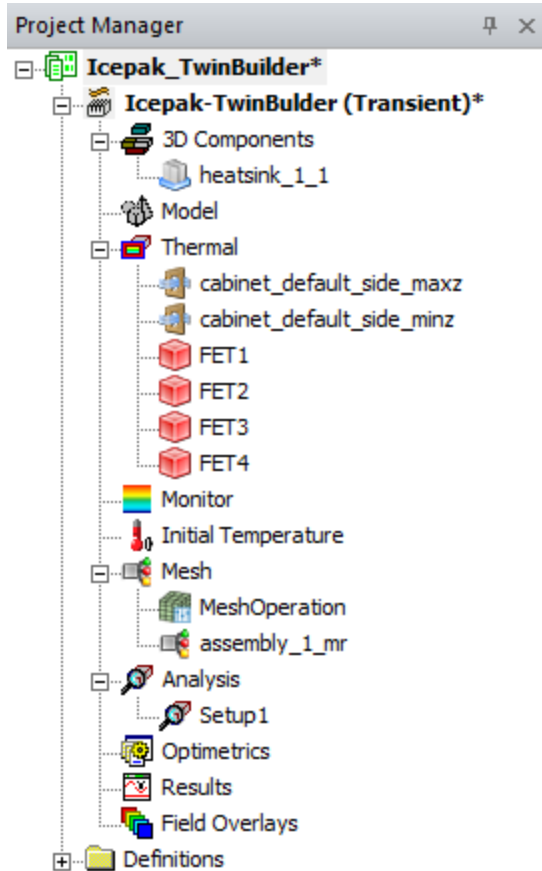 Project Manager
Icepak_TwinBuilder*
Icepak-TwinBulder (Transient)*
3D Components
heatsink_1_1
Model
Thermal
cabinet_default_side_maxz
cabinet_default_side_minz
FET1
FET2
FET3
FET4
Monitor
Initial Temperature
Mesh
MeshOperation
assembly_1_mr
Analysis
Setup1
Optimetrics
Results
Field Overlays
Definitions